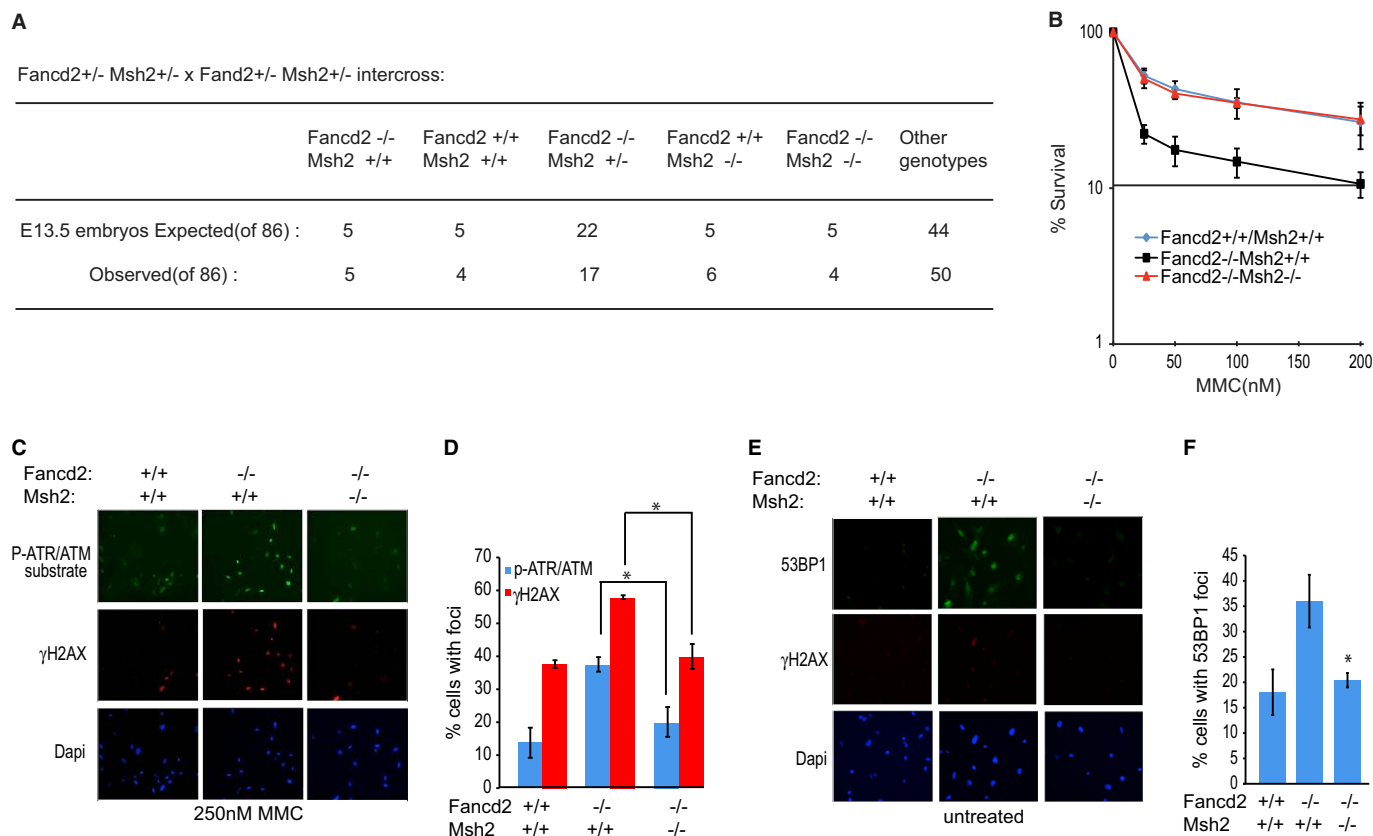 A
Fancd2+/- Msh2+/- x Fand2+/- Msh2+/- intercross:
Fancd2 -/- Fancd2 +/+ Fancd2 -/- Fancd2 +/+ Fancd2 -/- Other
Msh2 +/+ Msh2 +/+ Msh2 +/- Msh2 -/- Msh2 -/- genotypes
E13.5 embryos Expected(of 86) : 5 5 22 5 5 44
Observed(of 86) : 5 4 17 6 4 50
B
100
10
1
% Survival
Fancd2+/+/Msh2+/+
Fancd2-/-Msh2+/+
Fancd2-/-Msh2-/-
0 50 100 150 200
MMC(nM)
C
Fancd2: +/+ -/- -/-
Msh2: +/+ +/+ -/-
P-ATR/ATM
substrate
γH2AX
Dapi
250nM MMC
D
% cells with foci
70
60
50
40
30
20
10
0
p-ATR/ATM
γH2AX
*
*
Fancd2 +/+ -/- -/-
Msh2 +/+ +/+ -/-
E
Fancd2: +/+ -/- -/-
Msh2: +/+ +/+ -/-
53BP1
γH2AX
Dapi
untreated
F
% cells with 53BP1 foci
45
40
35
30
25
20
15
10
5
0
*
Fancd2 +/+ -/- -/-
Msh2 +/+ +/+ -/-